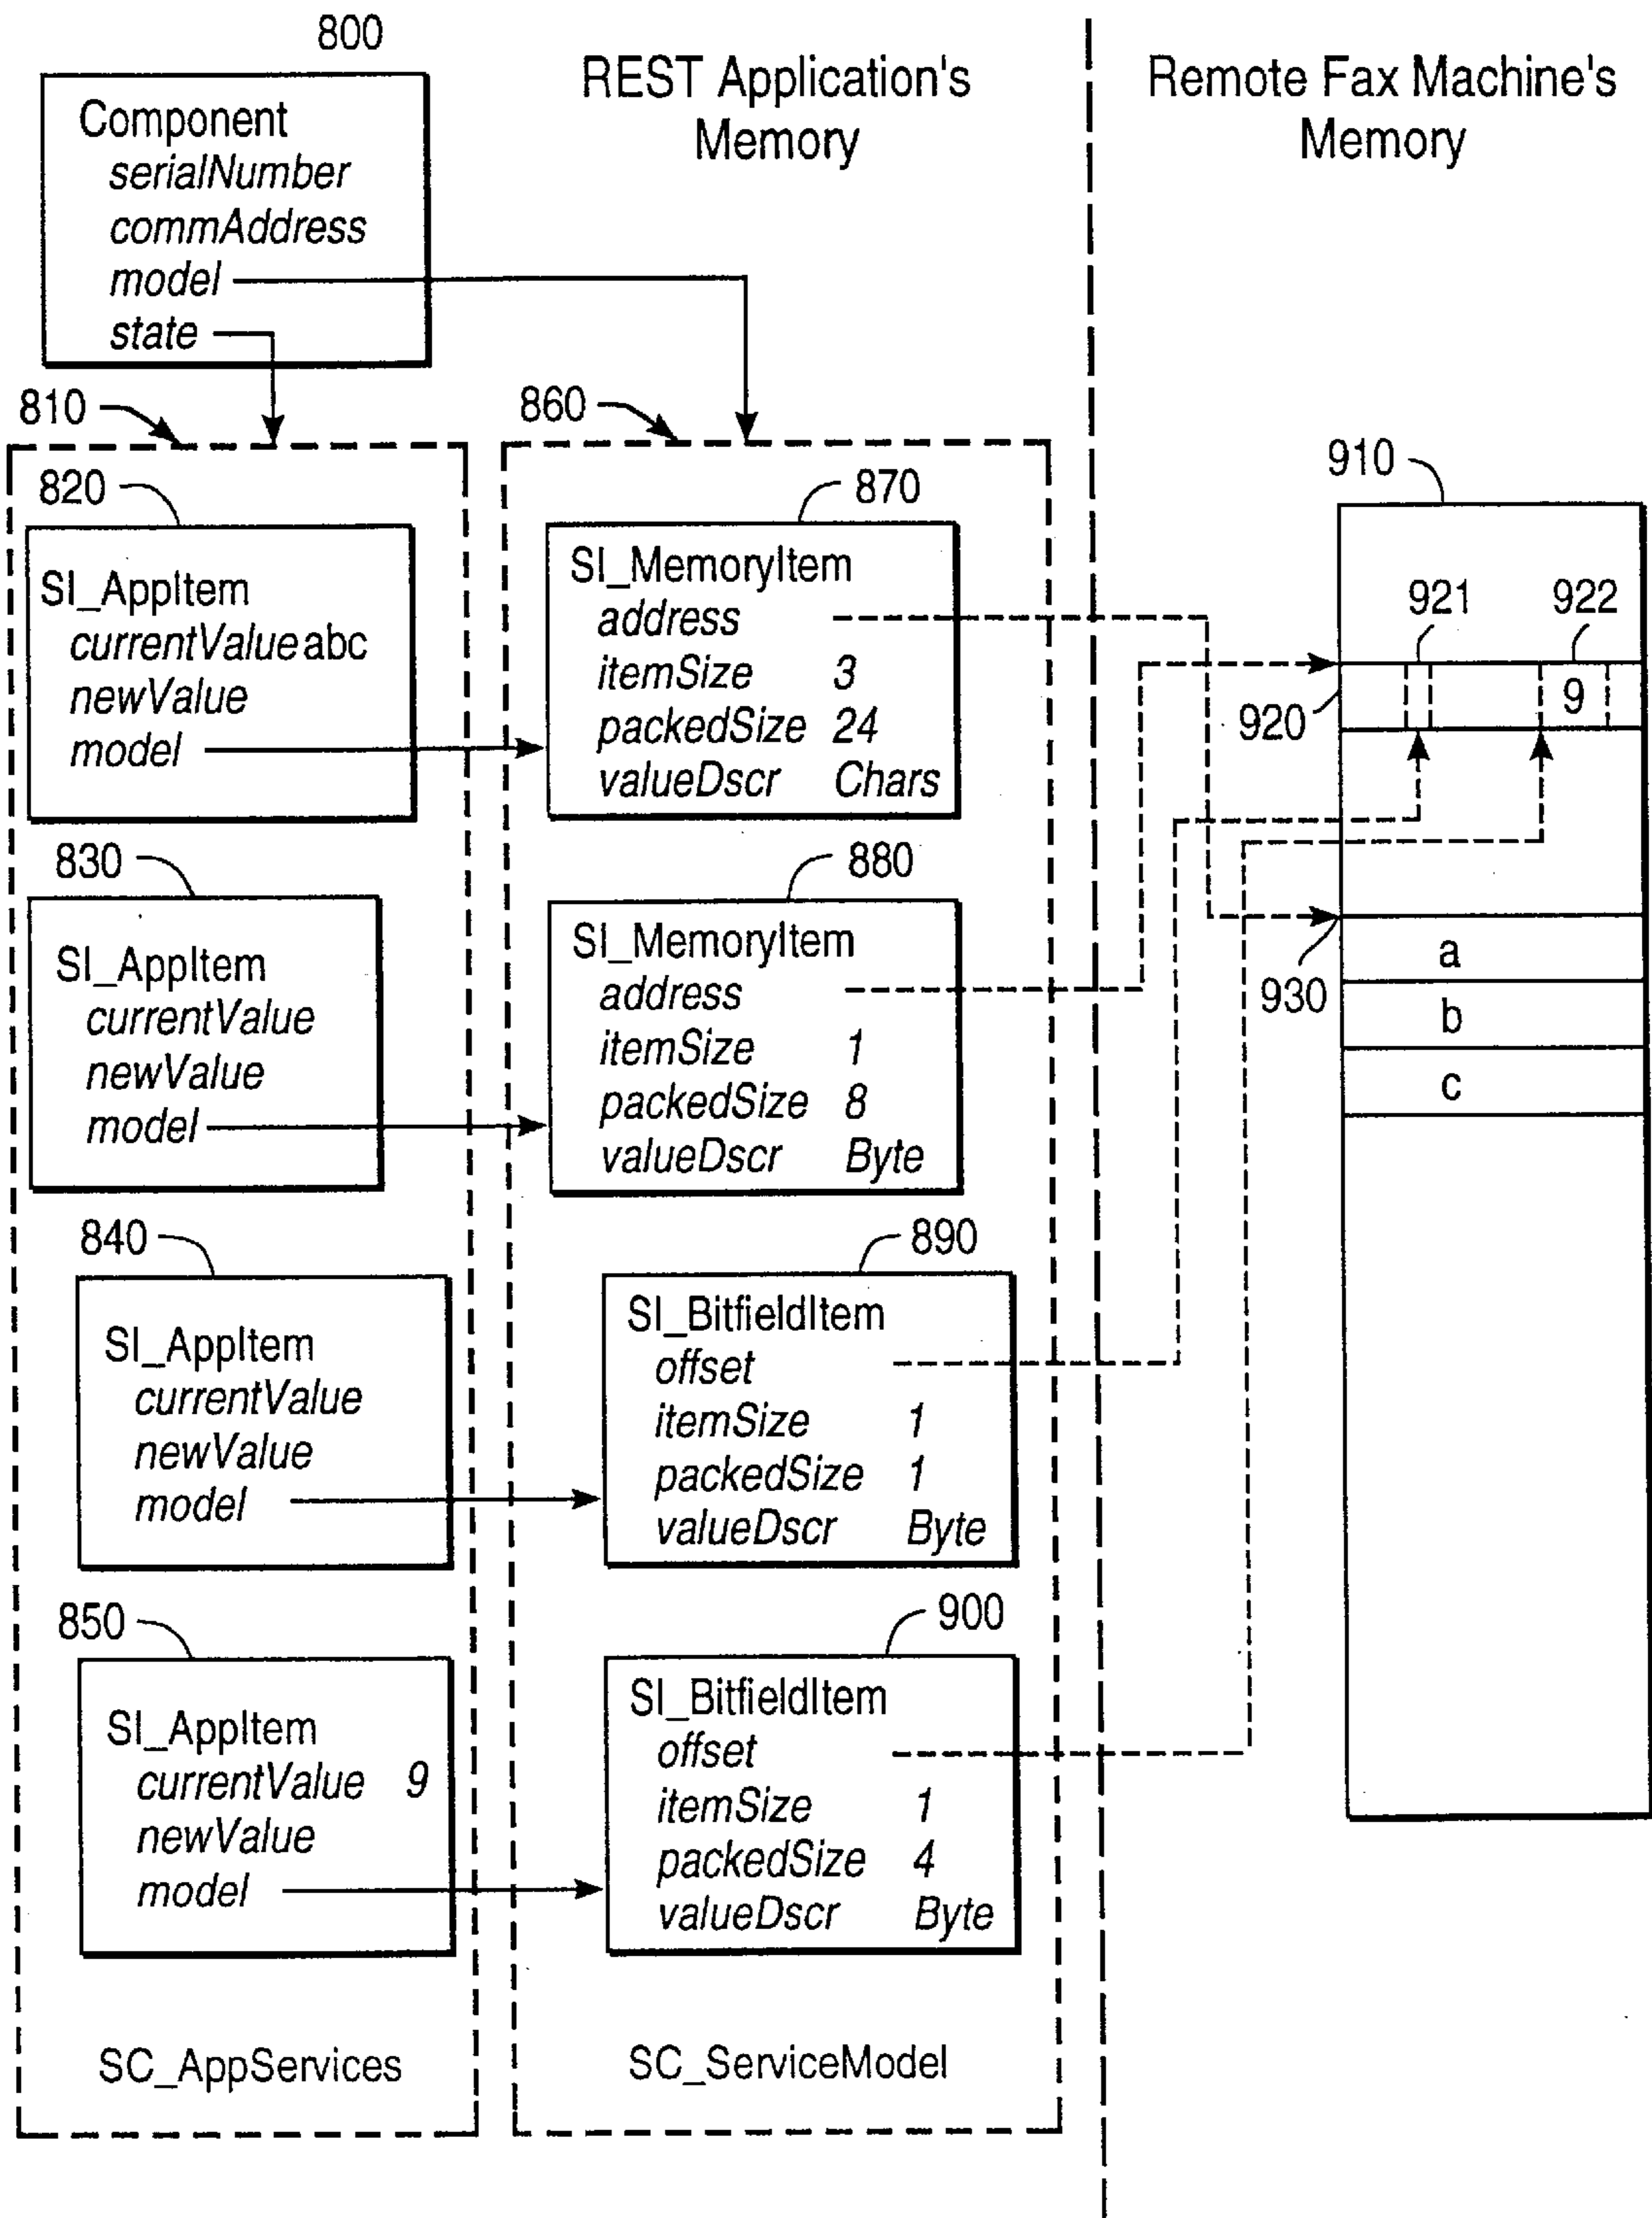 800
Component
serialNumber
commAddress
model
state
REST Application's
Memory
Remote Fax Machine's
Memory
810
860
820
SI_AppItem
currentValue abc
newValue
model
870
SI_MemoryItem
address
itemSize 3
packedSize 24
valueDscr Chars
830
SI_AppItem
currentValue
newValue
model
880
SI_MemoryItem
address
itemSize 1
packedSize 8
valueDscr Byte
840
SI_AppItem
currentValue
newValue
model
890
SI_BitfieldItem
offset
itemSize 1
packedSize 1
valueDscr Byte
850
SI_AppItem
currentValue 9
newValue
model
900
SI_BitfieldItem
offset
itemSize 1
packedSize 4
valueDscr Byte
SC_AppServices
SC_ServiceModel
910
921
922
920
9
930
a
b
c